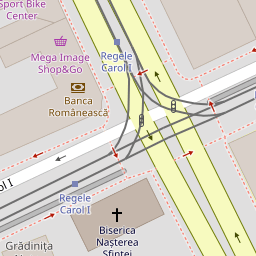 Sport Bike
Center
Mega Image
Shop&Go
Regele
Carol I
Banca
Românească
ol I
Regele
Carol I
Biserica
Nașterea
Sfintei
Grădinița